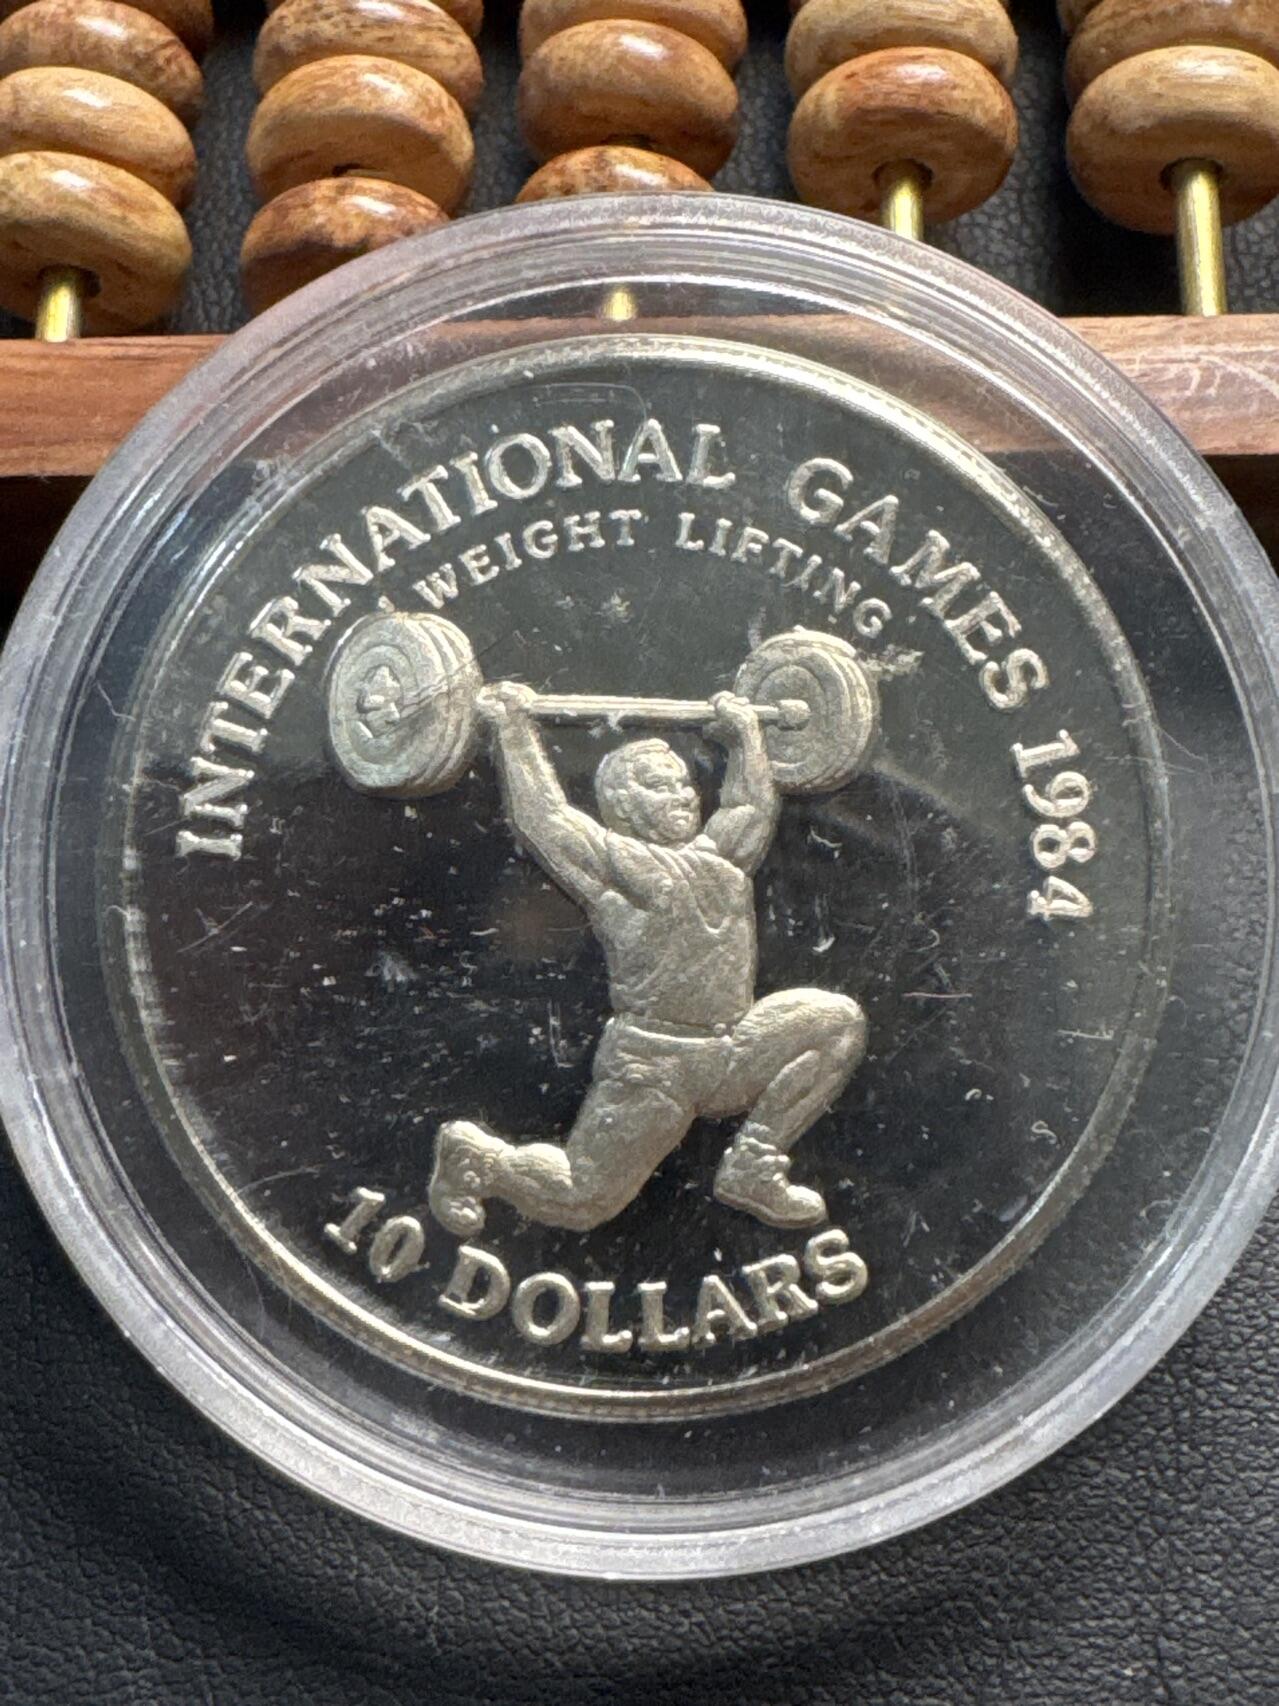 INTERNATIONAL GAMES 1984
WEIGHT LIFTING
10 DOLLARS